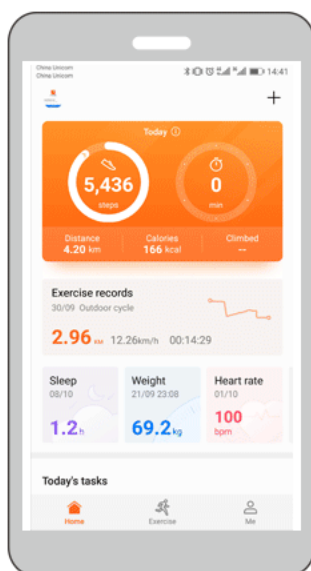 China Unicom
China Unicom
14:41
+
Today
5,436
steps
0
min
Distance
4.20 km
Calories
166 kcal
Climbed
--
Exercise records
30/09 Outdoor cycle
2.96 KM 12.26km/h 00:14:29
Sleep
08/10
1.2 h
Weight
21/09 23:08
69.2 kg
Heart rate
01/10
100
bpm
Today's tasks
Home
Exercise
Me